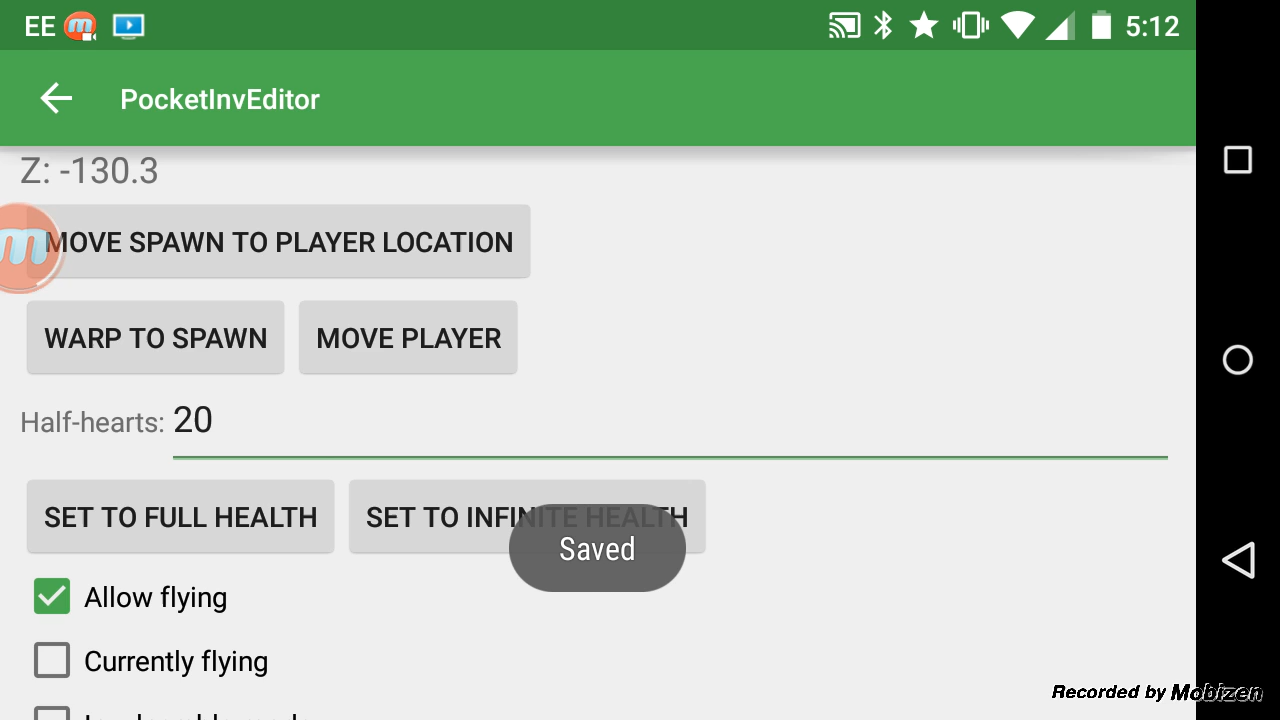 EE 5:12
PocketInvEditor
Z: -130.3
MOVE SPAWN TO PLAYER LOCATION
WARP TO SPAWN MOVE PLAYER
Half-hearts: 20
SET TO FULL HEALTH SET TO INFINITE HEALTH
Saved
Allow flying
Currently flying
Recorded by Mobizen